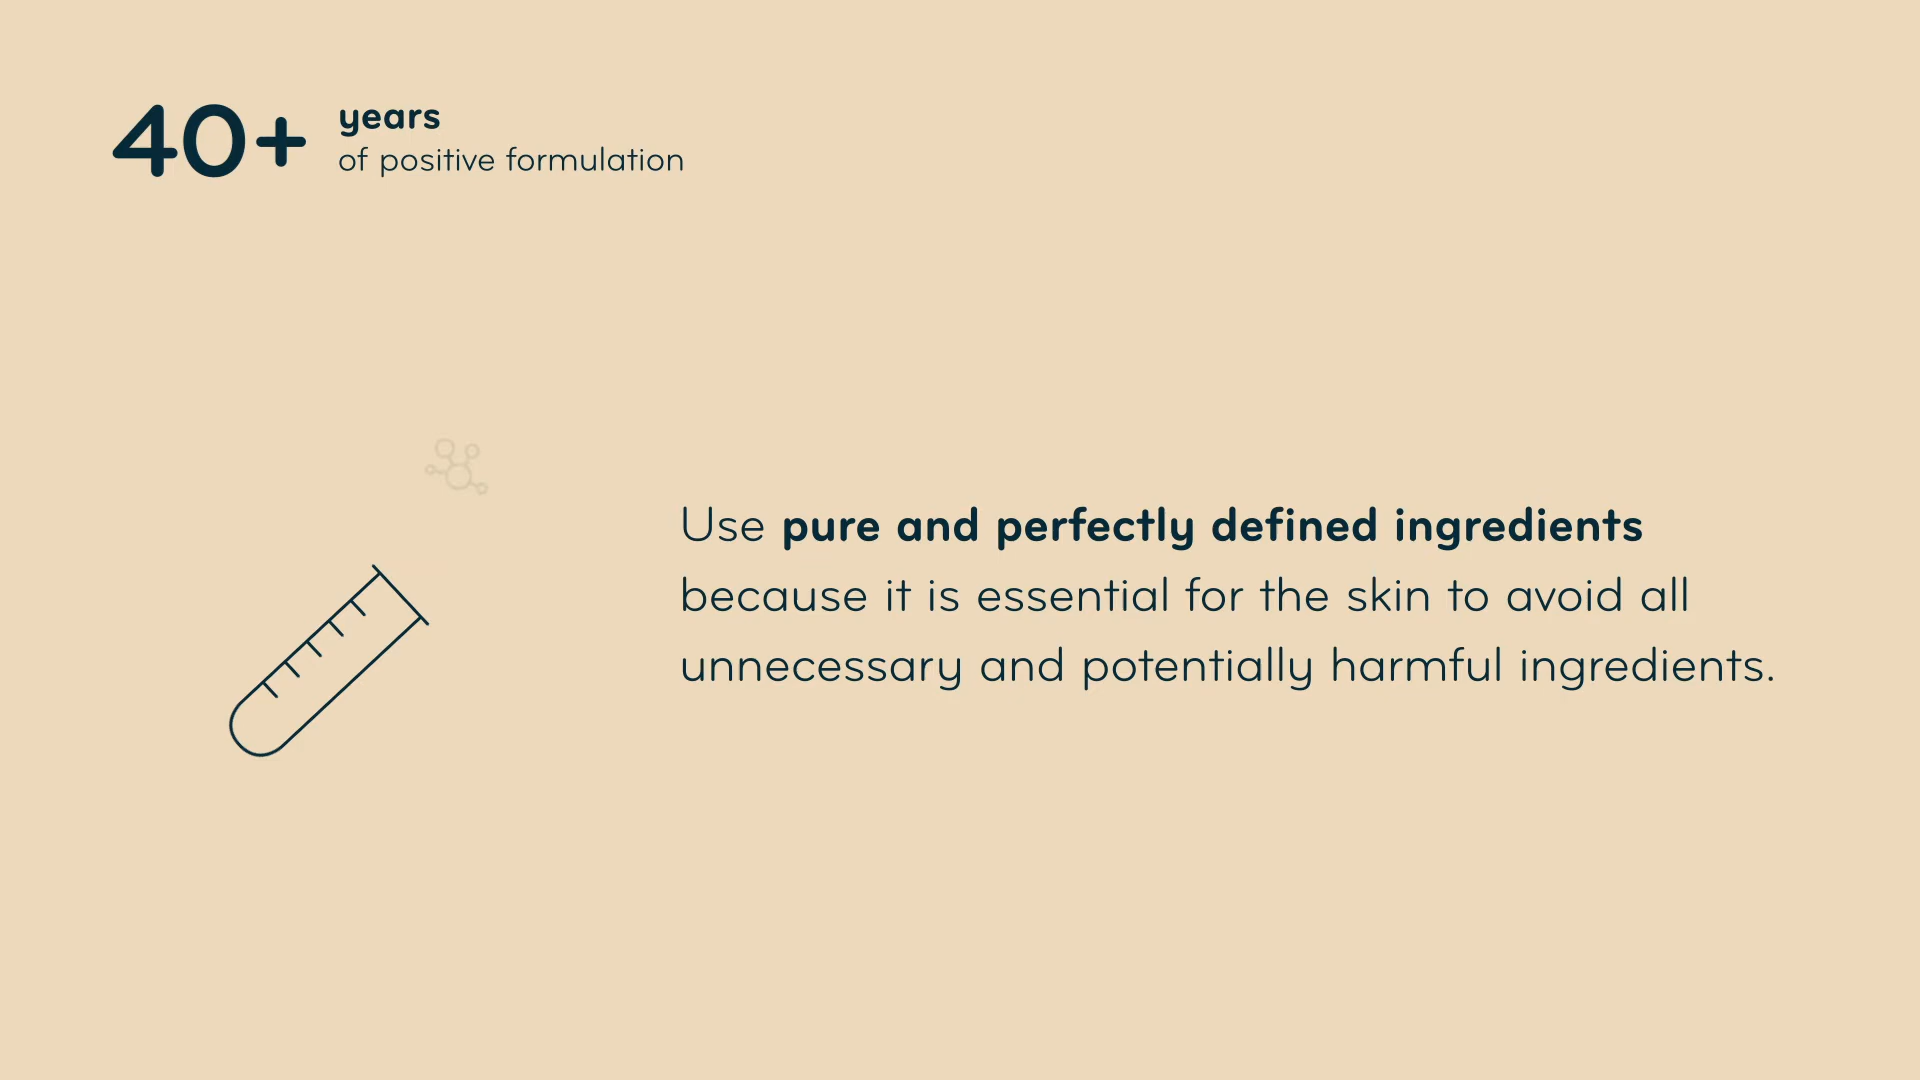 40+ years
of positive formulation
Use pure and perfectly defined ingredients
because it is essential for the skin to avoid all
unnecessary and potentially harmful ingredients.